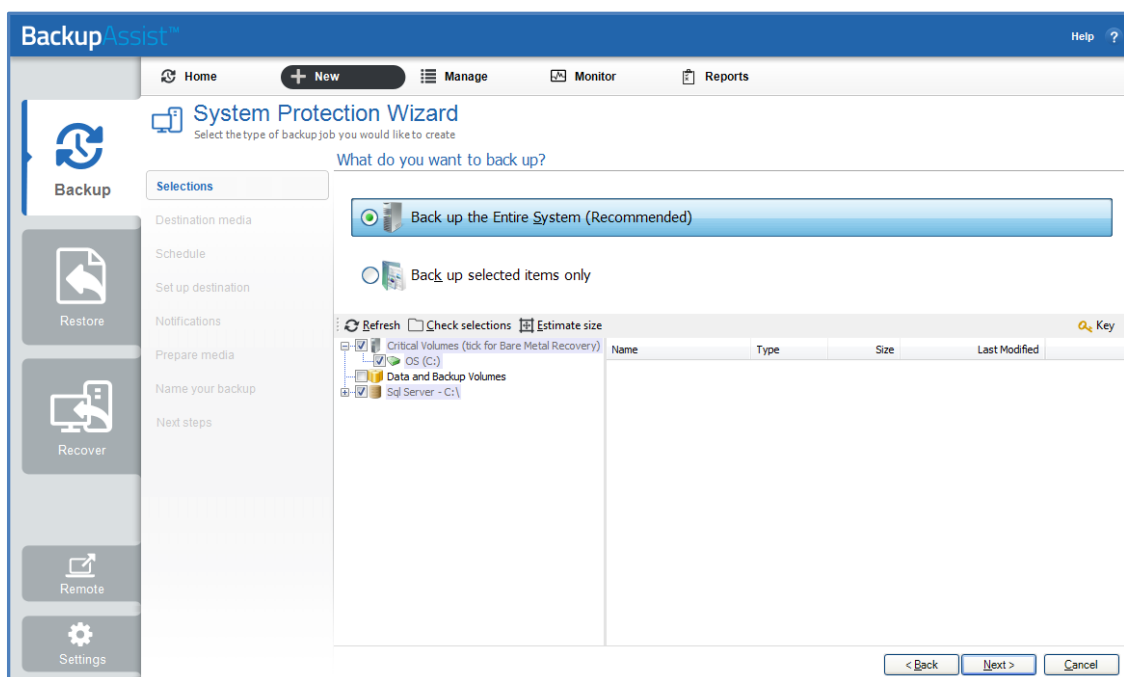 BackupAssist™
Help ?
Home New Manage Monitor Reports
System Protection Wizard
Select the type of backup job you would like to create
What do you want to back up?
Backup
Restore
Recover
Remote
Settings
Selections
Destination media
Schedule
Set up destination
Notifications
Prepare media
Name your backup
Next steps
Back up the Entire System (Recommended)
Back up selected items only
Refresh Check selections Estimate size Key
Critical Volumes (tick for Bare Metal Recovery)
OS (C:)
Data and Backup Volumes
Sql Server - C:\
Name Type Size Last Modified
< Back Next > Cancel